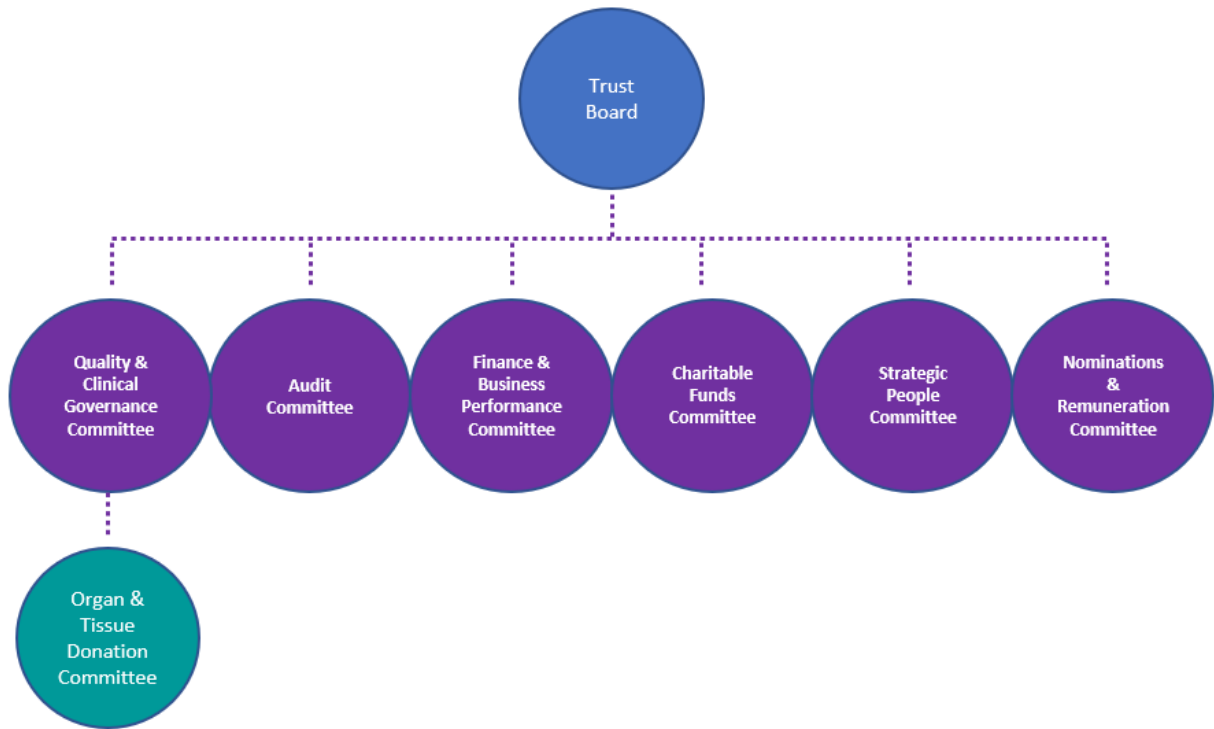 Trust
Board
Quality &
Clinical
Governance
Committee
Audit
Committee
Finance &
Business
Performance
Committee
Charitable
Funds
Committee
Strategic
People
Committee
Nominations
&
Remuneration
Committee
Organ &
Tissue
Donation
Committee